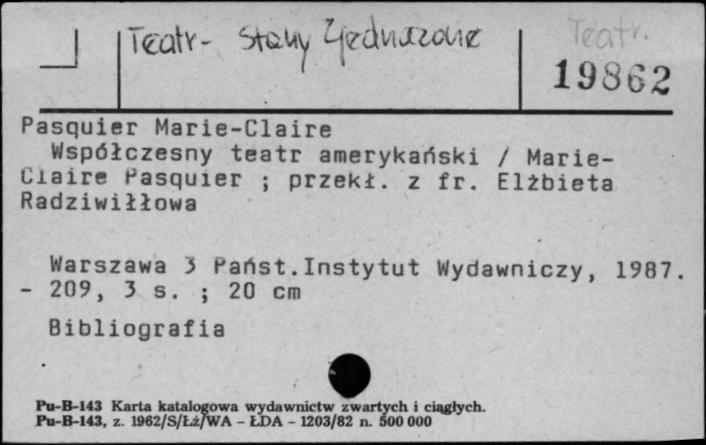 Teatr- Stany Zjednoczone
Teatr.
19862
Pasquier Marie-Claire
Współczesny teatr amerykański / Marie-
Claire Pasquier ; przekł. z fr. Elżbieta
Radziwiłłowa
Warszawa 3 Państ.Instytut Wydawniczy, 1987.
- 209, 3 s. ; 20 cm
Bibliografia
Pu-B-143 Karta katalogowa wydawnictw zwartych i ciągłych.
Pu-B-143, z. 1962/S/Łź/WA - ŁDA - 1203/82 n. 500 000